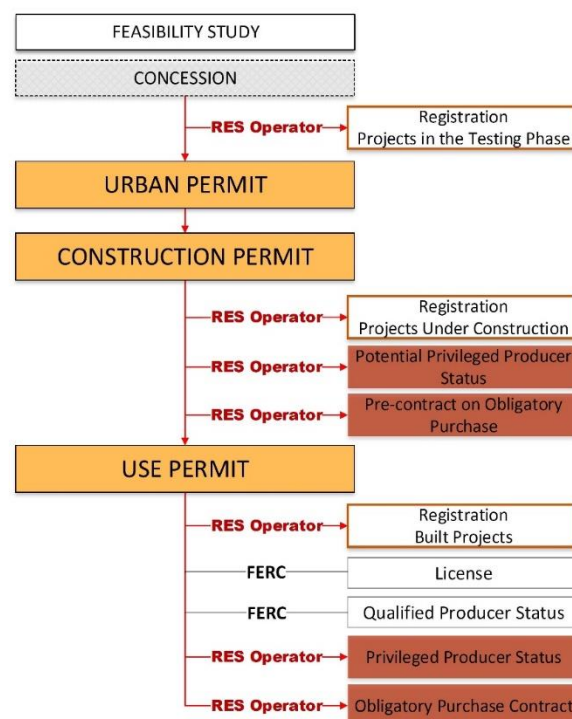 FEASIBILITY STUDY
CONCESSION
RES Operator
Registration
Projects in the Testing Phase
URBAN PERMIT
CONSTRUCTION PERMIT
RES Operator
Registration
Projects Under Construction
RES Operator
Potential Privileged Producer
Status
RES Operator
Pre-contract on Obligatory
Purchase
USE PERMIT
RES Operator
Registration
Built Projects
FERC
License
FERC
Qualified Producer Status
RES Operator
Privileged Producer Status
RES Operator
Obligatory Purchase Contract